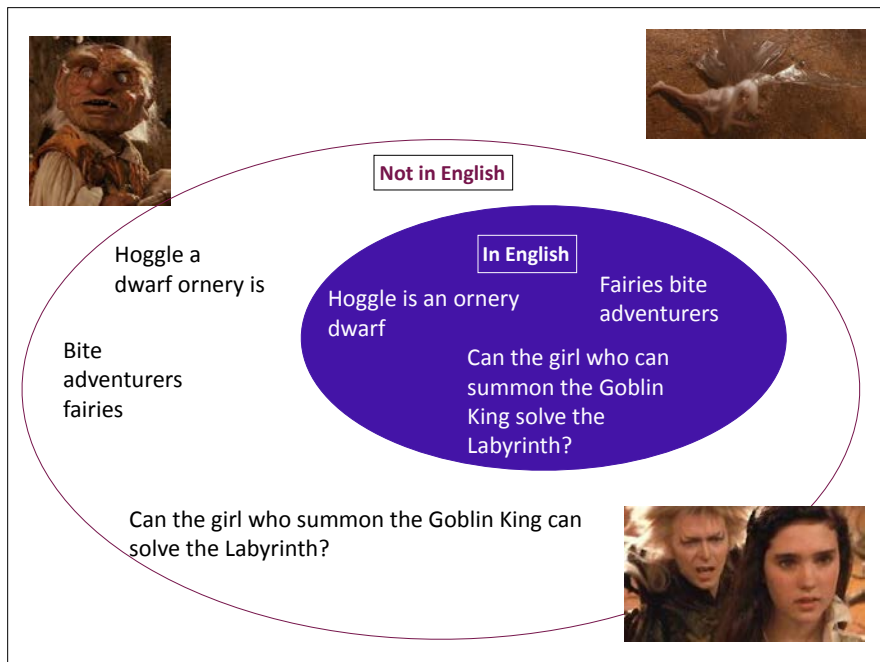 Not in English
In English
Hoggle a
dwarf ornery is
Hoggle is an ornery
dwarf
Fairies bite
adventurers
Bite
adventurers
fairies
Can the girl who can
summon the Goblin
King solve the
Labyrinth?
Can the girl who summon the Goblin King can
solve the Labyrinth?